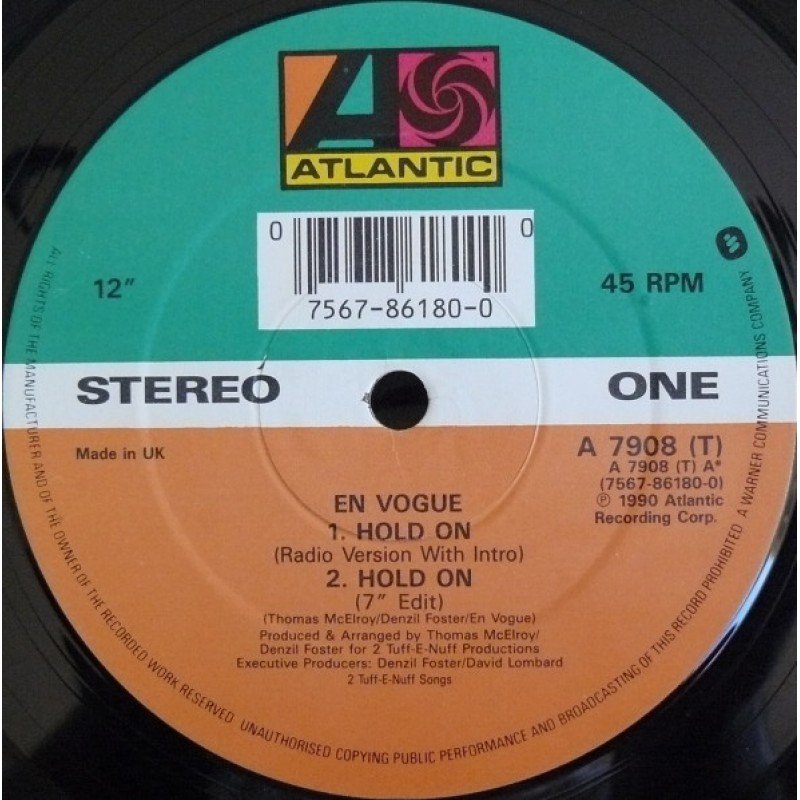 ATLANTIC
0 0
7567-86180-0
12"
45 RPM
STEREO
ONE
Made in UK
A 7908 (T)
A 7908 (T) A*
(7567-86180-0)
℗ 1990 Atlantic
Recording Corp.
EN VOGUE
1. HOLD ON
(Radio Version With Intro)
2. HOLD ON
(7" Edit)
(Thomas McElroy/Denzil Foster/En Vogue)
Produced & Arranged by Thomas McElroy/
Denzil Foster for 2 Tuff-E-Nuff Productions
Executive Producers: Denzil Foster/David Lombard
2 Tuff-E-Nuff Songs
ALL RIGHTS OF THE MANUFACTURER AND OF THE OWNER OF THE RECORDED WORK RESERVED UNAUTHORISED COPYING PUBLIC PERFORMANCE AND BROADCASTING OF THIS RECORD PROHIBITED A WARNER COMMUNICATIONS COMPANY